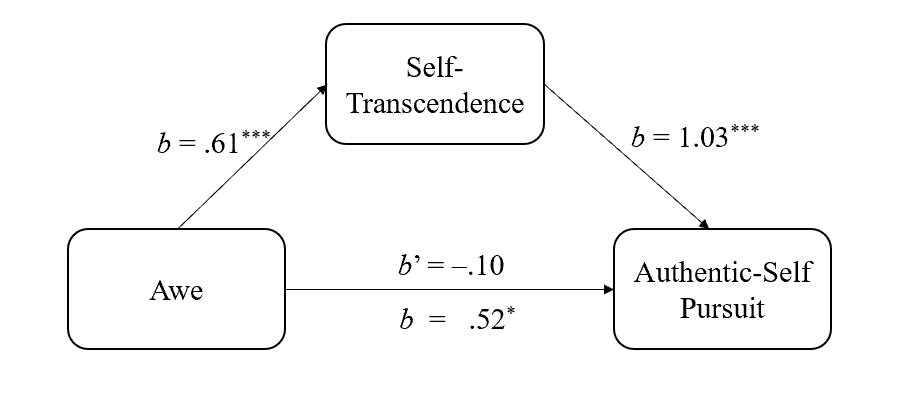 Self-
Transcendence
b = .61***
b = 1.03***
Awe
b’ = –.10
b = .52*
Authentic-Self
Pursuit